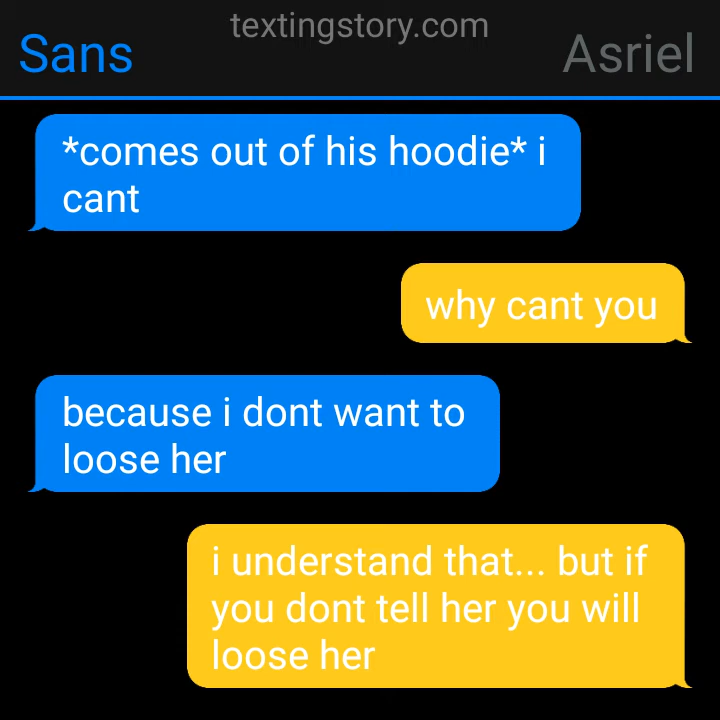 textingstory.com
Sans
Asriel
*comes out of his hoodie* i
cant
why cant you
because i dont want to
loose her
i understand that... but if
you dont tell her you will
loose her